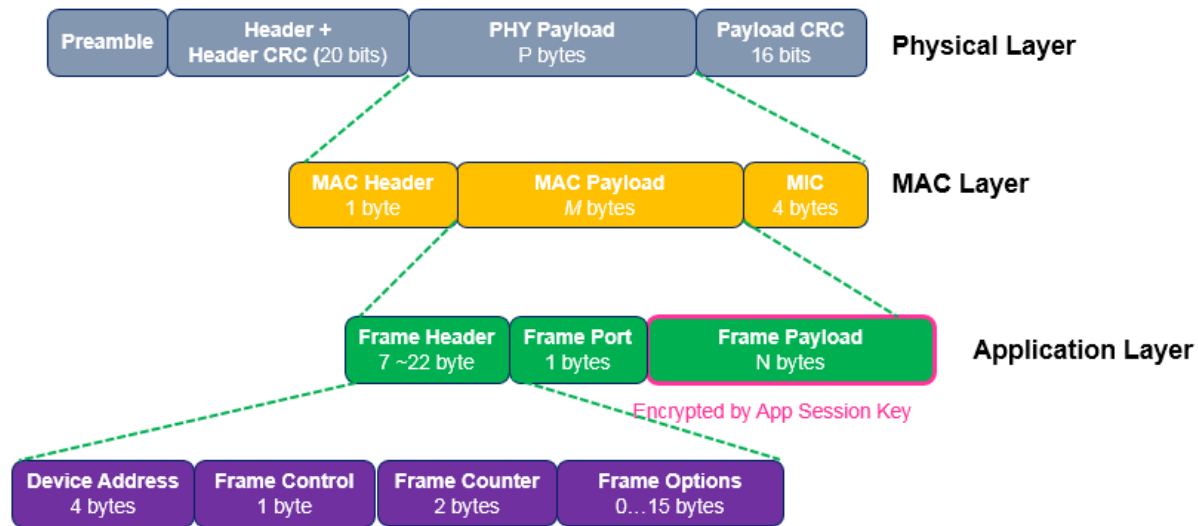 Preamble
Header +
Header CRC (20 bits)
PHY Payload
P bytes
Payload CRC
16 bits
Physical Layer
MAC Header
1 byte
MAC Payload
M bytes
MIC
4 bytes
MAC Layer
Frame Header
7 ~22 byte
Frame Port
1 bytes
Frame Payload
N bytes
Application Layer
Encrypted by App Session Key
Device Address
4 bytes
Frame Control
1 byte
Frame Counter
2 bytes
Frame Options
0...15 bytes